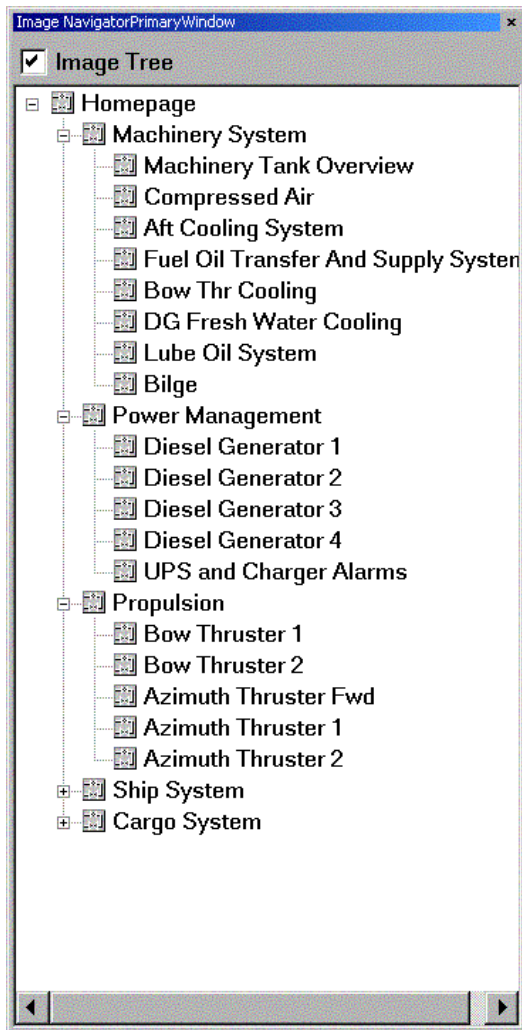 Image NavigatorPrimaryWindow
Image Tree
Homepage
Machinery System
Machinery Tank Overview
Compressed Air
Aft Cooling System
Fuel Oil Transfer And Supply System
Bow Thr Cooling
DG Fresh Water Cooling
Lube Oil System
Bilge
Power Management
Diesel Generator 1
Diesel Generator 2
Diesel Generator 3
Diesel Generator 4
UPS and Charger Alarms
Propulsion
Bow Thruster 1
Bow Thruster 2
Azimuth Thruster Fwd
Azimuth Thruster 1
Azimuth Thruster 2
Ship System
Cargo System